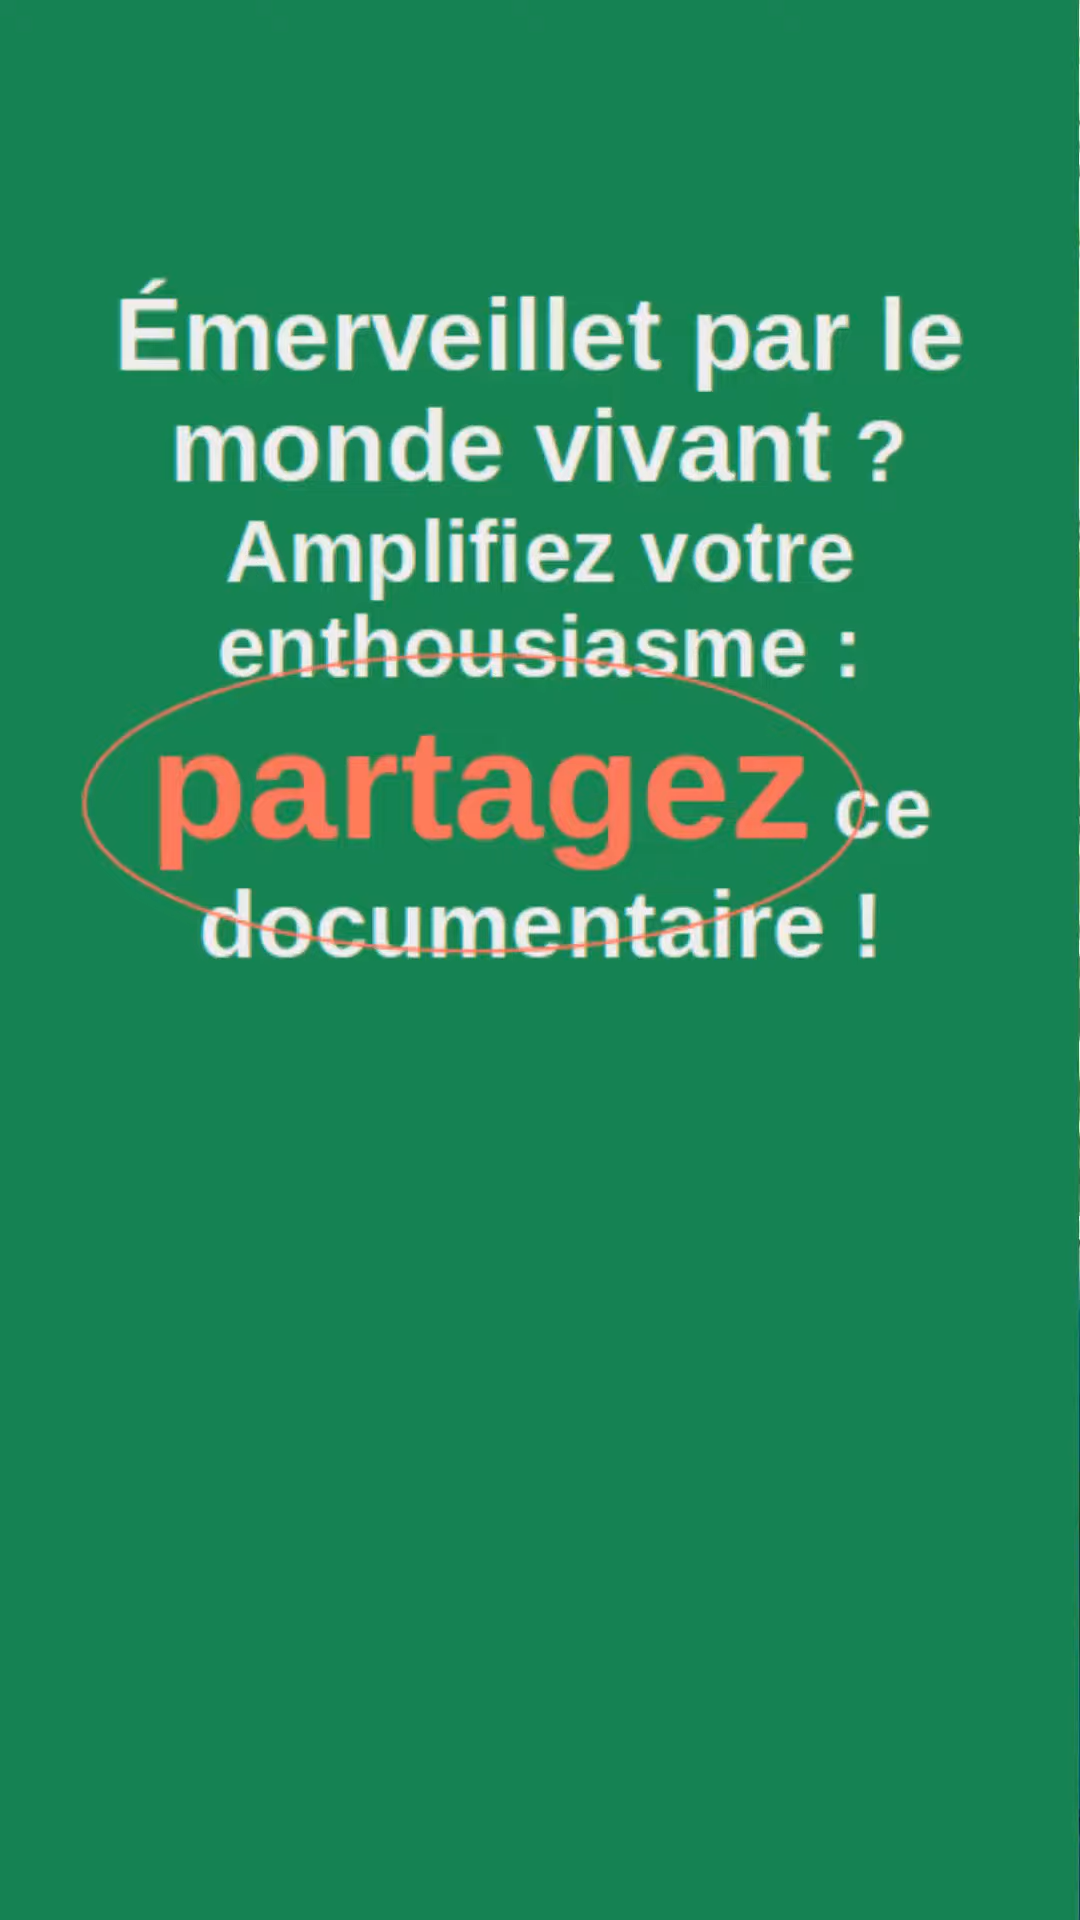 Émerveillet par le
monde vivant ?
Amplifiez votre
enthousiasme :
partagez ce
documentaire !